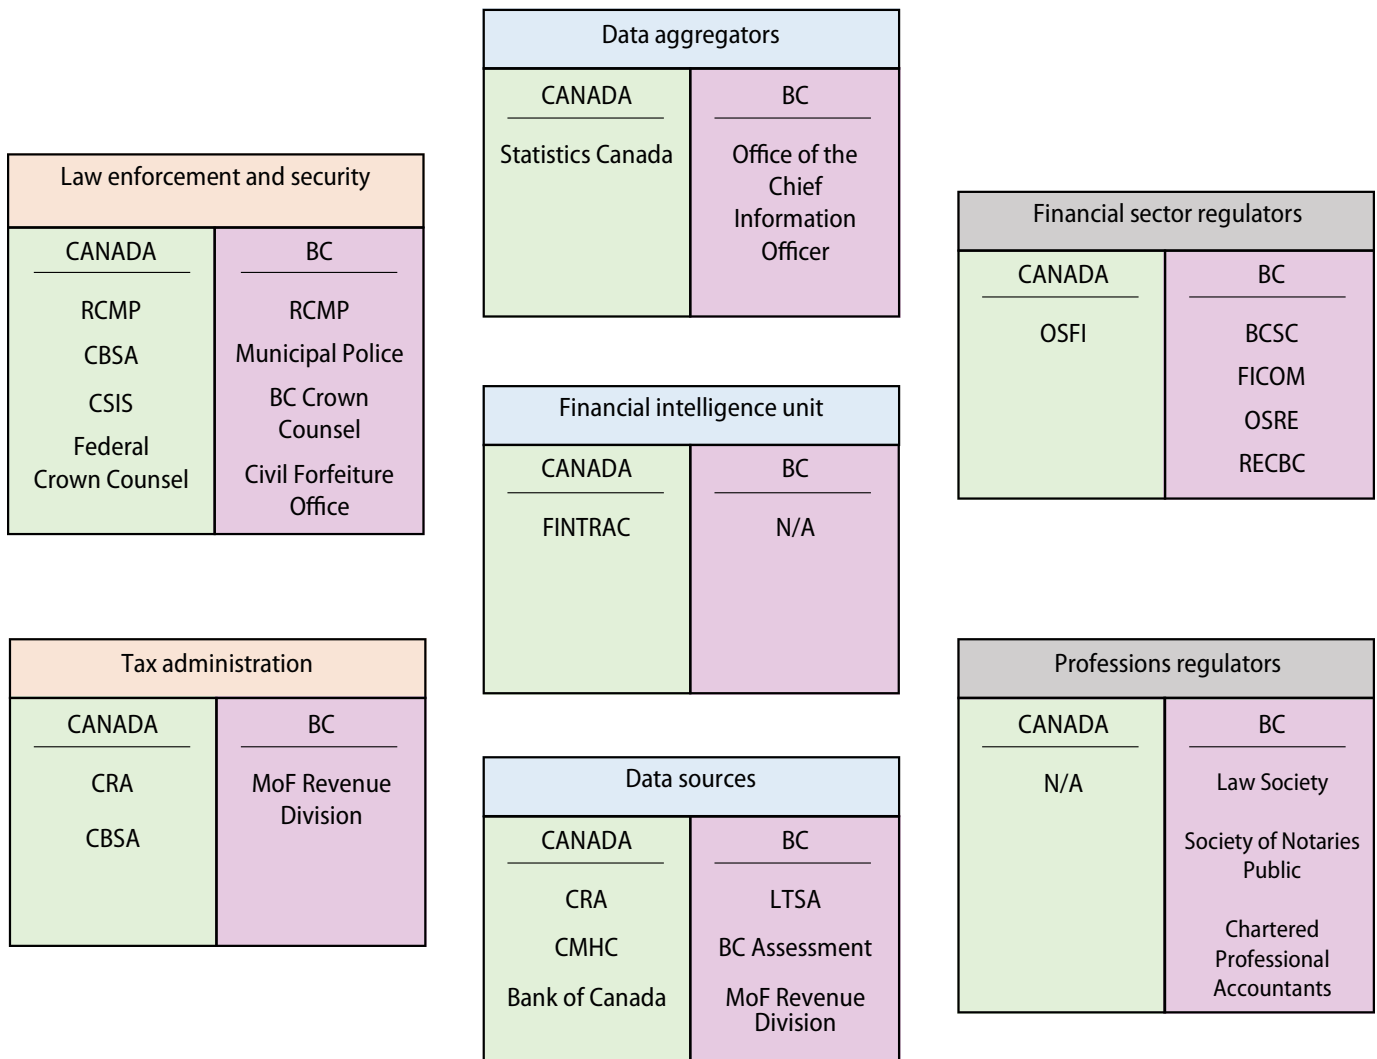 Data aggregators
CANADA
Statistics Canada
BC
Office of the
Chief
Information
Officer
Law enforcement and security
CANADA
RCMP
CBSA
CSIS
Federal
Crown Counsel
BC
RCMP
Municipal Police
BC Crown
Counsel
Civil Forfeiture
Office
Financial sector regulators
CANADA
OSFI
BC
BCSC
FICOM
OSRE
RECBC
Financial intelligence unit
CANADA
FINTRAC
BC
N/A
Tax administration
CANADA
CRA
CBSA
BC
MoF Revenue
Division
Professions regulators
CANADA
N/A
BC
Law Society
Society of Notaries
Public
Chartered
Professional
Accountants
Data sources
CANADA
CRA
CMHC
Bank of Canada
BC
LTSA
BC Assessment
MoF Revenue
Division